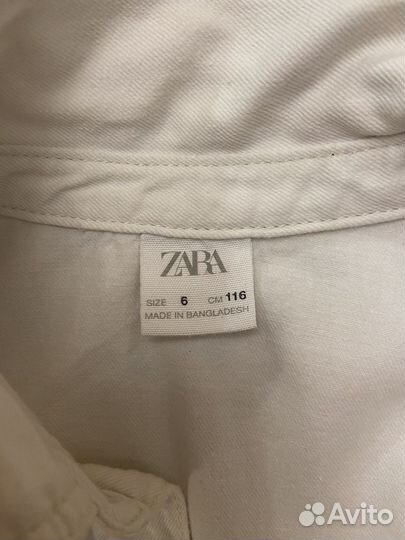 ZARA
SIZE 6 CM 116
MADE IN BANGLADESH
Avito